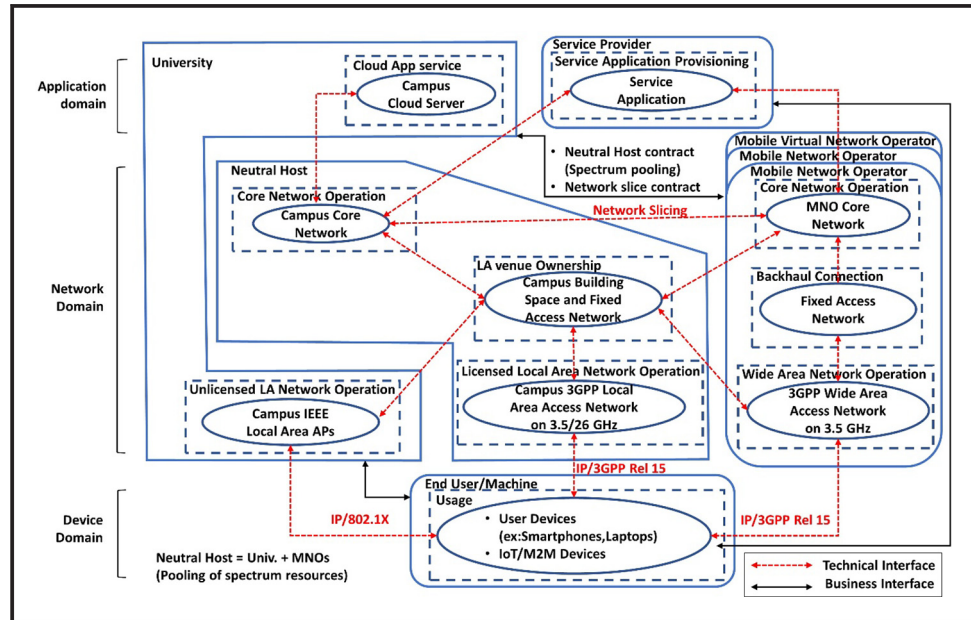 Application
domain
Network
Domain
Device
Domain
University
Cloud App service
Campus
Cloud Server
Service Provider
Service Application Provisioning
Service
Application
• Neutral Host contract
(Spectrum pooling)
• Network slice contract
Mobile Virtual Network Operator
Mobile Network Operator
Mobile Network Operator
Core Network Operation
MNO Core
Network
Neutral Host
Core Network Operation
Campus Core
Network
Network Slicing
LA venue Ownership
Campus Building
Space and Fixed
Access Network
Backhaul Connection
Fixed Access
Network
Unlicensed LA Network Operation
Campus IEEE
Local Area APs
Licensed Local Area Network Operation
Campus 3GPP Local
Area Access Network
on 3.5/26 GHz
Wide Area Network Operation
3GPP Wide Area
Access Network
on 3.5 GHz
IP/3GPP Rel 15
End User/Machine
Usage
IP/802.1X
• User Devices
(ex:Smartphones,Laptops)
• IoT/M2M Devices
IP/3GPP Rel 15
Neutral Host = Univ. + MNOs
(Pooling of spectrum resources)
Technical Interface
Business Interface